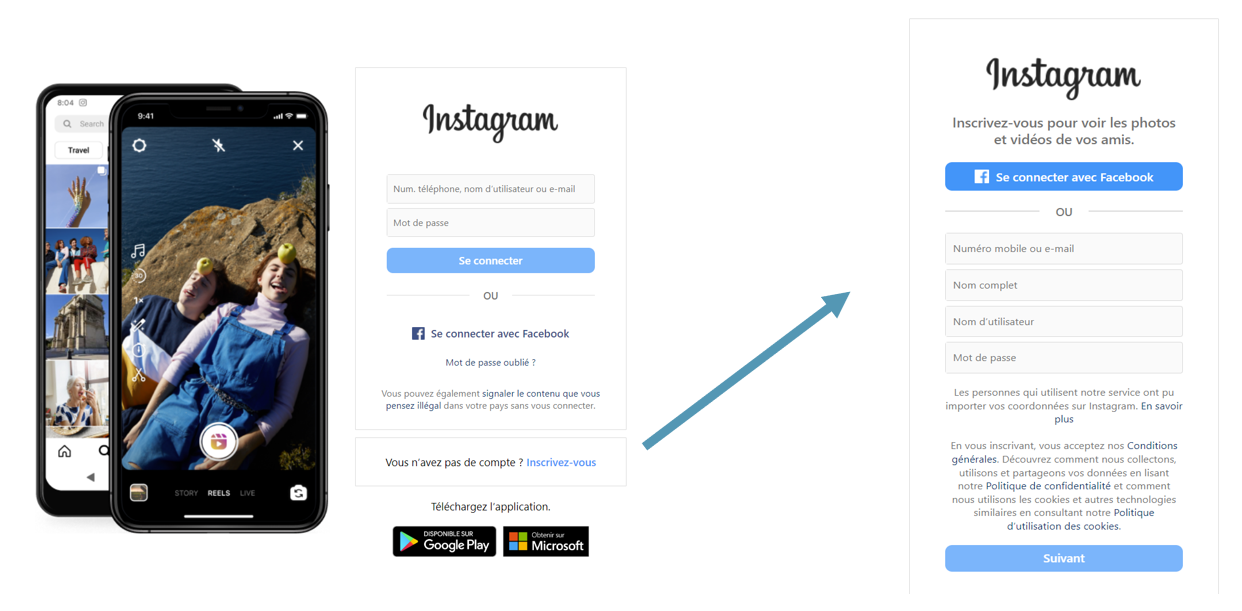 8:04
Search
Travel
9:41
30
1x
STORY REELS LIVE
Instagram
Num. téléphone, nom d'utilisateur ou e-mail
Mot de passe
Se connecter
OU
Se connecter avec Facebook
Mot de passe oublié ?
Vous pouvez également signaler le contenu que vous
pensez illégal dans votre pays sans vous connecter.
Vous n'avez pas de compte ? Inscrivez-vous
Téléchargez l'application.
DISPONIBLE SUR
Google Play
Obtenir sur
Microsoft
Instagram
Inscrivez-vous pour voir les photos
et vidéos de vos amis.
Se connecter avec Facebook
OU
Numéro mobile ou e-mail
Nom complet
Nom d'utilisateur
Mot de passe
Les personnes qui utilisent notre service ont pu
importer vos coordonnées sur Instagram. En savoir
plus
En vous inscrivant, vous acceptez nos Conditions
générales. Découvrez comment nous collectons,
utilisons et partageons vos données en lisant
notre Politique de confidentialité et comment
nous utilisons les cookies et autres technologies
similaires en consultant notre Politique
d'utilisation des cookies.
Suivant